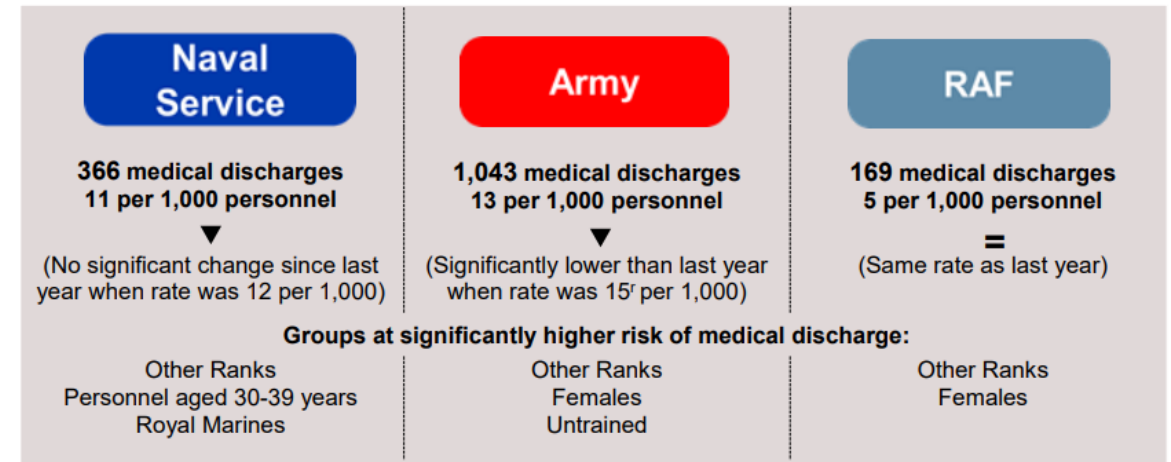 Naval
Service
366 medical discharges
11 per 1,000 personnel
▼
(No significant change since last
year when rate was 12 per 1,000)
Army
1,043 medical discharges
13 per 1,000 personnel
▼
(Significantly lower than last year
when rate was 15ʳ per 1,000)
RAF
169 medical discharges
5 per 1,000 personnel
=
(Same rate as last year)
Groups at significantly higher risk of medical discharge:
Other Ranks
Personnel aged 30-39 years
Royal Marines
Other Ranks
Females
Untrained
Other Ranks
Females